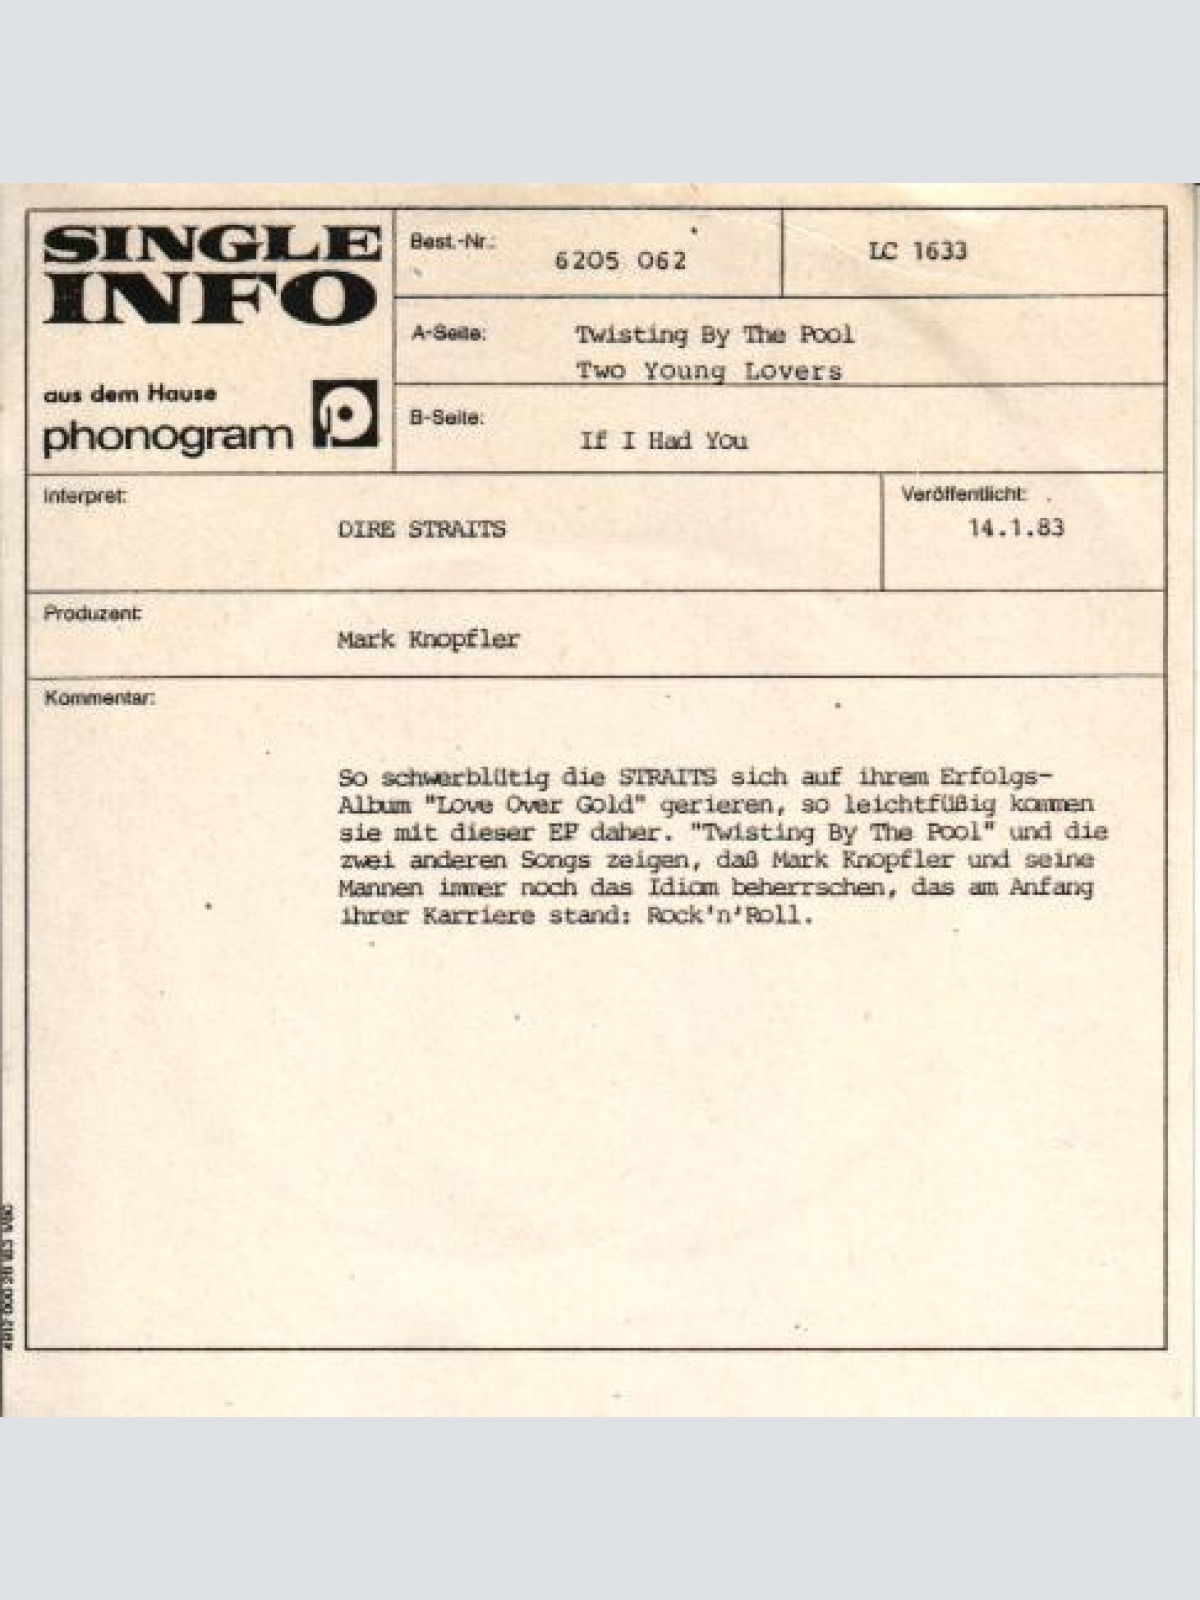 SINGLE
INFO
aus dem Hause
phonogram
Best.-Nr.:
6205 062
LC 1633
A-Seite:
Twisting By The Pool
Two Young Lovers
B-Seite:
If I Had You
Interpret:
DIRE STRAITS
Veröffentlicht:
14.1.83
Produzent:
Mark Knopfler
Kommentar:
So schwerblütig die STRAITS sich auf ihrem Erfolgs-
Album "Love Over Gold" gerieren, so leichtfüßig kommen
sie mit dieser EP daher. "Twisting By The Pool" und die
zwei anderen Songs zeigen, daß Mark Knopfler und seine
Mannen immer noch das Idiom beherrschen, das am Anfang
ihrer Karriere stand: Rock'n'Roll.